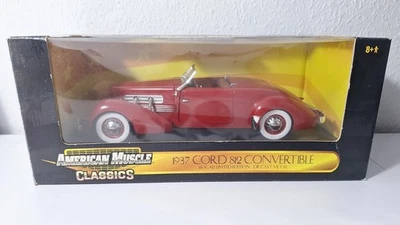 8+
AMERICAN MUSCLE
CLASSICS
1937 CORD 812 CONVERTIBLE